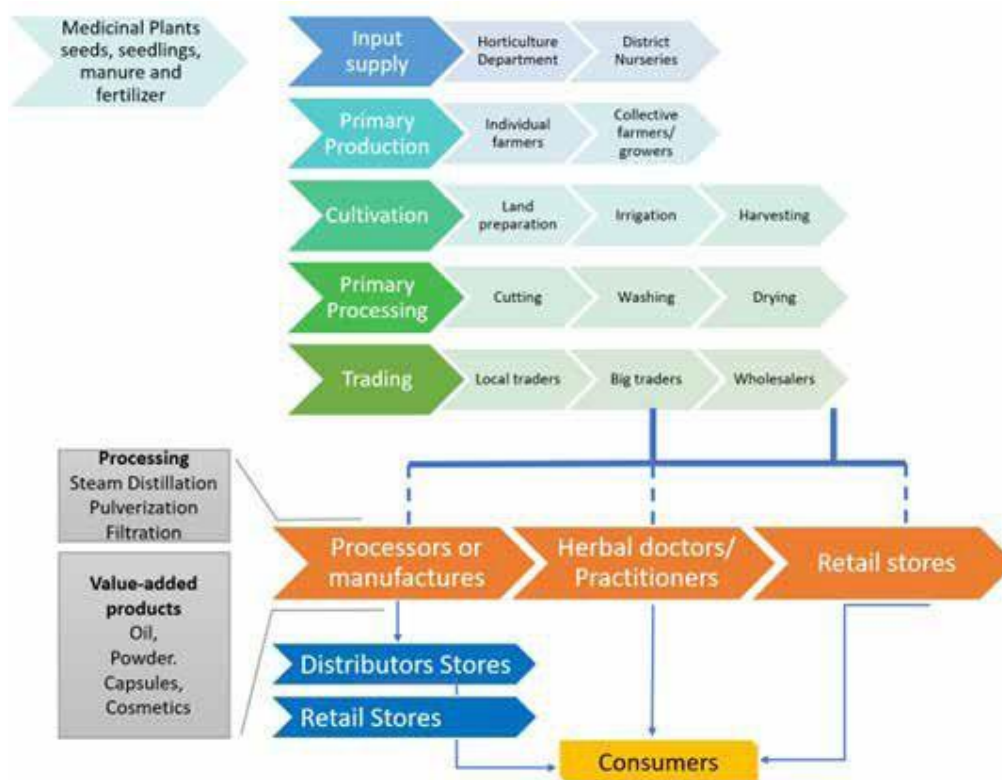 Medicinal Plants
seeds, seedlings,
manure and
fertilizer
Input
supply
Horticulture
Department
District
Nurseries
Primary
Production
Individual
farmers
Collective
farmers/
growers
Cultivation
Land
preparation
Irrigation
Harvesting
Primary
Processing
Cutting
Washing
Drying
Trading
Local traders
Big traders
Wholesalers
Processing
Steam Distillation
Pulverization
Filtration
Processors or
manufactures
Herbal doctors/
Practitioners
Retail stores
Value-added
products
Oil,
Powder.
Capsules,
Cosmetics
Distributors Stores
Retail Stores
Consumers